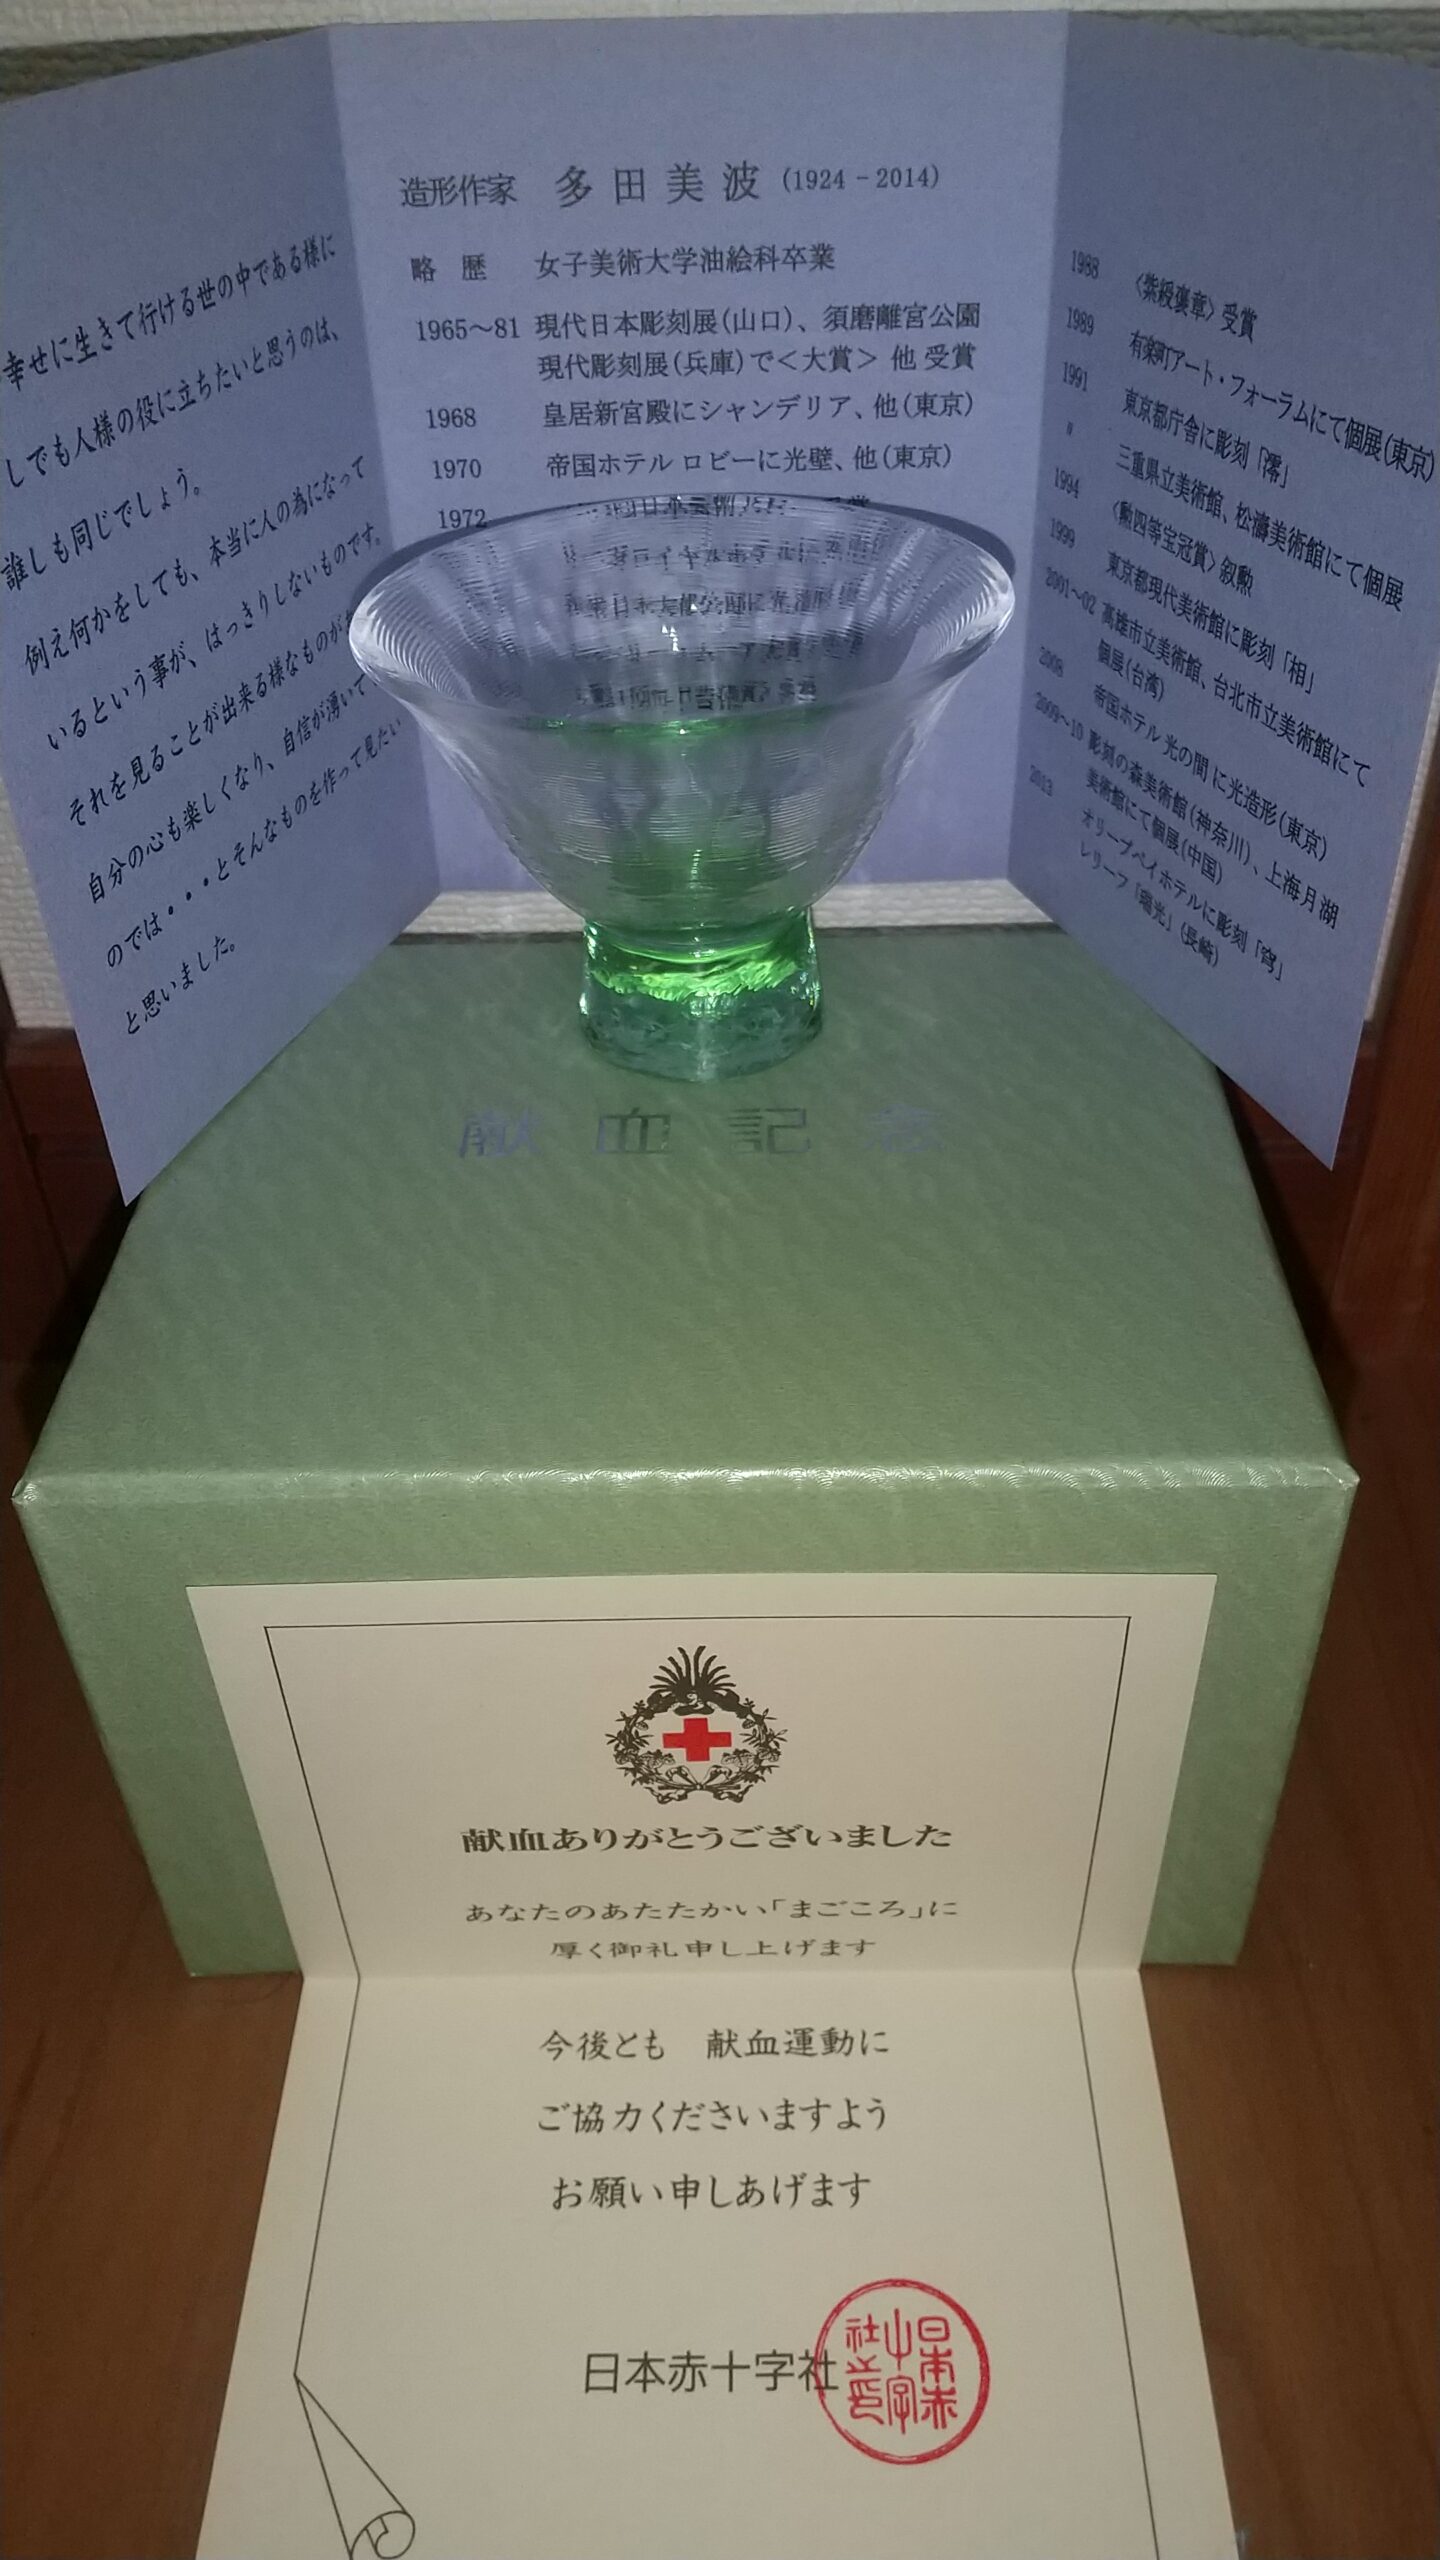 幸せに生きて行ける世の中である様に
しでも人様の役に立ちたいと思うのは、
誰しも同じでしょう。
例え何かをしても、本当に人の為になって
いるという事が、はっきりしないものです。
それを見ることが出来る様なものが
自分の心も楽しくなり、自信が湧いて
のでは・・・とそんなものを作って見たい
と思いました。
造形作家 多田美波 (1924 -2014)
略 歴 女子美術大学油絵科卒業
1965～81 現代日本彫刻展(山口)、須磨離宮公園
現代彫刻展(兵庫)で<大賞> 他 受賞
1968 皇居新宮殿にシャンデリア、他(東京)
1970 帝国ホテル ロビーに光壁、他(東京)
1972
1988 〈紫綬褒章〉受賞
1989 有楽町アート・フォーラムにて個展(東京)
1991 東京都庁舎に彫刻「澪」
〃 三重県立美術館、松濤美術館にて個展
1994 〈勲四等宝冠賞〉叙勲
1999 東京都現代美術館に彫刻「相」
2001～02 高雄市立美術館、台北市立美術館にて
個展(台湾)
2008 帝国ホテル 光の間 に光造形(東京)
2009～10 彫刻の森美術館(神奈川)、上海月湖
美術館にて個展(中国)
2013 オリーブベイホテルに彫刻「穹」
レリーフ「瑞光」(長崎)
献血記念
献血ありがとうございました
あなたのあたたかい「まごころ」に
厚く御礼申し上げます
今後とも 献血運動に
ご協力くださいますよう
お願い申しあげます
日本赤十字社
日本赤
十字
社之印